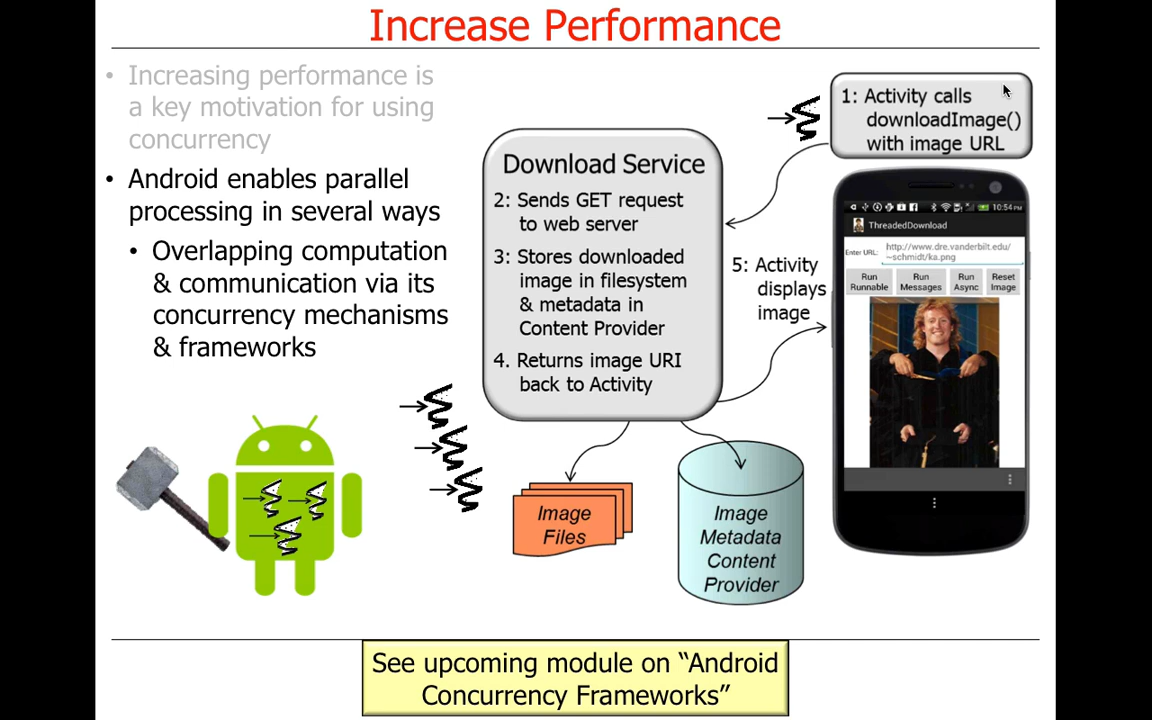 Increase Performance
• Increasing performance is
a key motivation for using
concurrency
• Android enables parallel
processing in several ways
• Overlapping computation
& communication via its
concurrency mechanisms
& frameworks
1: Activity calls
downloadImage()
with image URL
Download Service
2: Sends GET request
to web server
3: Stores downloaded
image in filesystem
& metadata in
Content Provider
4. Returns image URI
back to Activity
5: Activity
displays
image
10:54 PM
ThreadedDownload
Enter URL:
http://www.dre.vanderbilt.edu/
~schmidt/ka.png
Run
Runnable
Run
Messages
Run
Async
Reset
Image
Image
Files
Image
Metadata
Content
Provider
See upcoming module on “Android
Concurrency Frameworks”